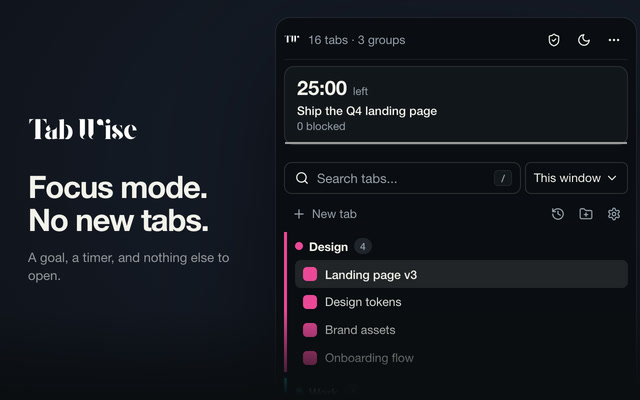 Tab Wise
Focus mode.
No new tabs.
A goal, a timer, and nothing else to
open.
TW
16 tabs · 3 groups
25:00 left
Ship the Q4 landing page
0 blocked
Search tabs...
/
This window
New tab
Design 4
Landing page v3
Design tokens
Brand assets
Onboarding flow